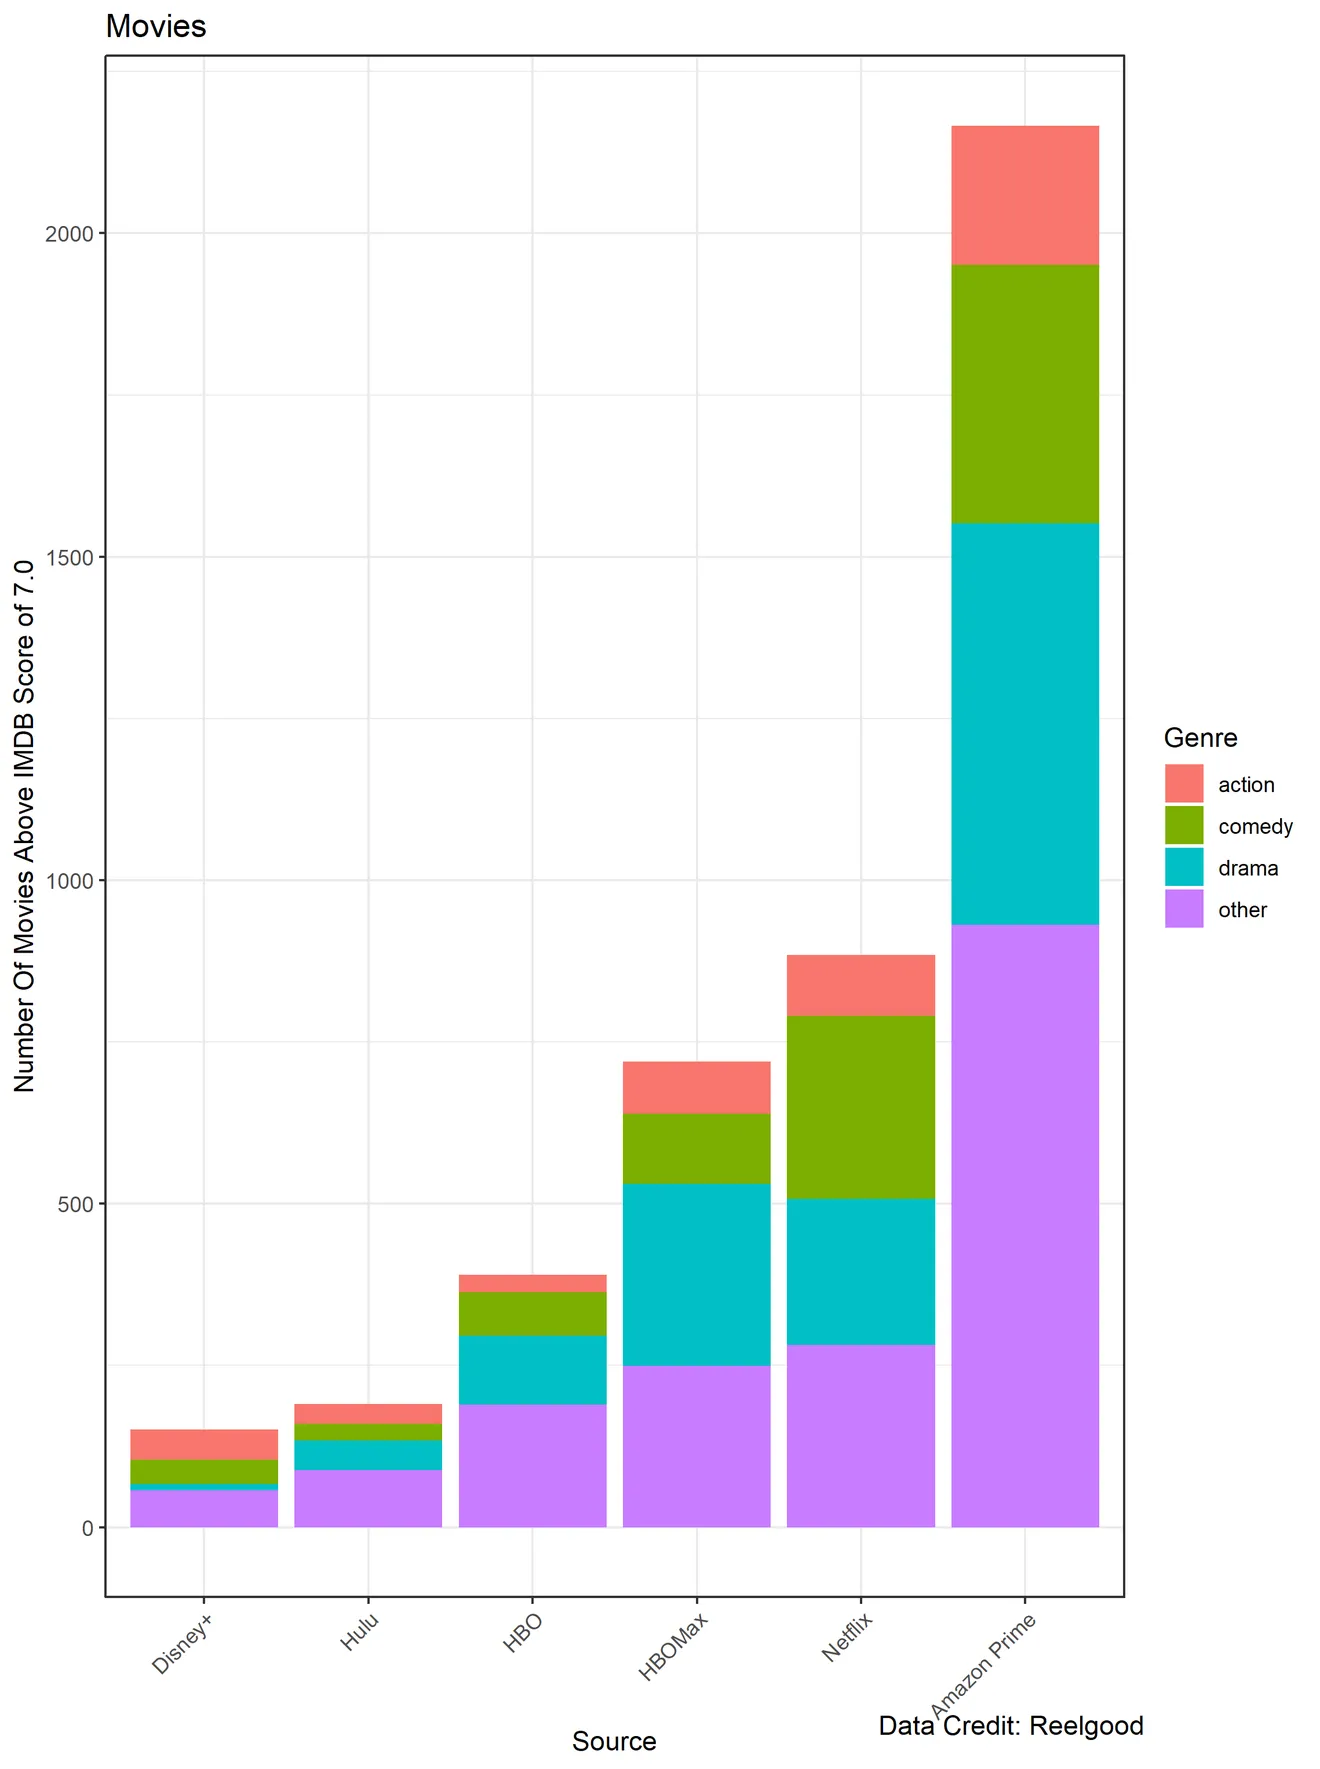 Movies
Number Of Movies Above IMDB Score of 7.0
2000
1500
1000
500
0
Genre
action
comedy
drama
other
Disney+
Hulu
HBO
HBOMax
Netflix
Amazon Prime
Source
Data Credit: Reelgood